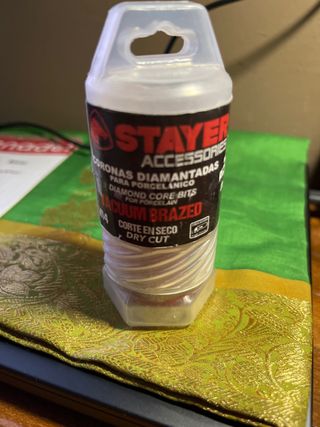 STAYER
ACCESSORIES
CORONAS DIAMANTADAS
PARA PORCELÁNICO
DIAMOND CORE BITS
FOR PORCELAIN
VACUUM BRAZED
CORTE EN SECO
DRY CUT